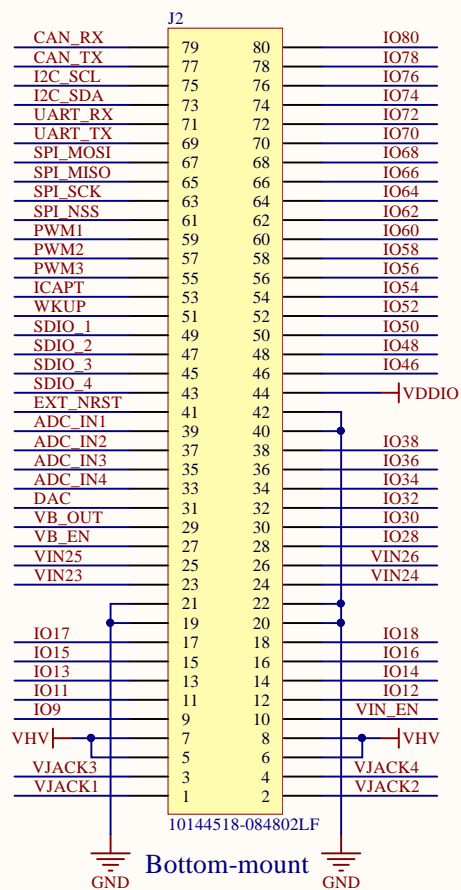 J2
CAN_RX 79 80 IO80
CAN_TX 77 78 IO78
I2C_SCL 75 76 IO76
I2C_SDA 73 74 IO74
UART_RX 71 72 IO72
UART_TX 69 70 IO70
SPI_MOSI 67 68 IO68
SPI_MISO 65 66 IO66
SPI_SCK 63 64 IO64
SPI_NSS 61 62 IO62
PWM1 59 60 IO60
PWM2 57 58 IO58
PWM3 55 56 IO56
ICAPT 53 54 IO54
WKUP 51 52 IO52
SDIO_1 49 50 IO50
SDIO_2 47 48 IO48
SDIO_3 45 46 IO46
SDIO_4 43 44 VDDIO
EXT_NRST 41 42
ADC_IN1 39 40
ADC_IN2 37 38 IO38
ADC_IN3 35 36 IO36
ADC_IN4 33 34 IO34
DAC 31 32 IO32
VB_OUT 29 30 IO30
VB_EN 27 28 IO28
VIN25 25 26 VIN26
VIN23 23 24 VIN24
21 22
19 20
IO17 17 18 IO18
IO15 15 16 IO16
IO13 13 14 IO14
IO11 11 12 IO12
IO9 9 10 VIN_EN
VHV 7 8 VHV
5 6
VJACK3 3 4 VJACK4
VJACK1 1 2 VJACK2
10144518-084802LF
Bottom-mount
GND GND